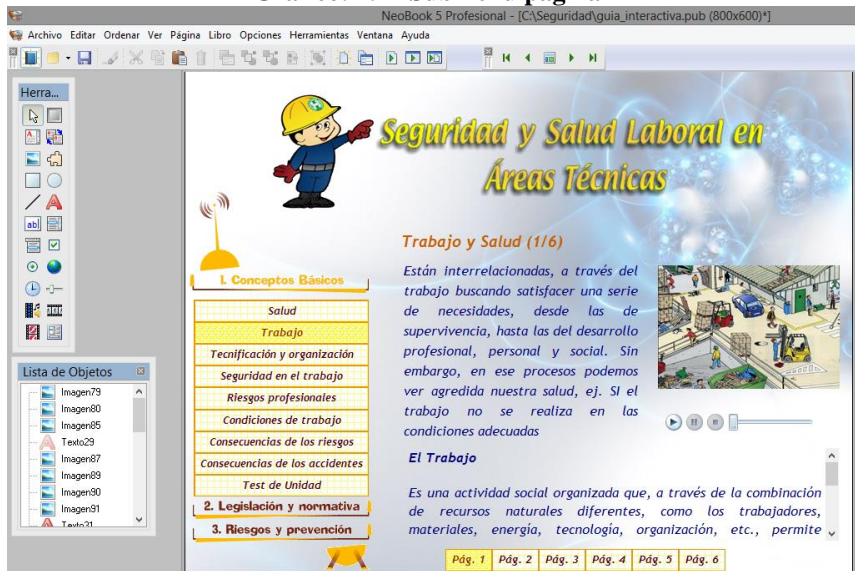 NeoBook 5 Profesional - [C:\Seguridad\guia_interactiva.pub (800x600)*]
Archivo Editar Ordenar Ver Página Libro Opciones Herramientas Ventana Ayuda
Herra...
Seguridad y Salud Laboral en
Áreas Técnicas
1. Conceptos Básicos
Salud
Trabajo
Tecnificación y organización
Seguridad en el trabajo
Riesgos profesionales
Condiciones de trabajo
Consecuencias de los riesgos
Consecuencias de los accidentes
Test de Unidad
2. Legislación y normativa
3. Riesgos y prevención
Trabajo y Salud (1/6)
Están interrelacionadas, a través del
trabajo buscando satisfacer una serie
de necesidades, desde las de
supervivencia, hasta las del desarrollo
profesional, personal y social. Sin
embargo, en ese procesos podemos
ver agredida nuestra salud, ej. SI el
trabajo no se realiza en las
condiciones adecuadas
El Trabajo
Es una actividad social organizada que, a través de la combinación
de recursos naturales diferentes, como los trabajadores,
materiales, energía, tecnología, organización, etc., permite
Pág. 1 Pág. 2 Pág. 3 Pág. 4 Pág. 5 Pág. 6
Lista de Objetos
Imagen79
Imagen80
Imagen85
Texto29
Imagen87
Imagen89
Imagen90
Imagen91
Texto31